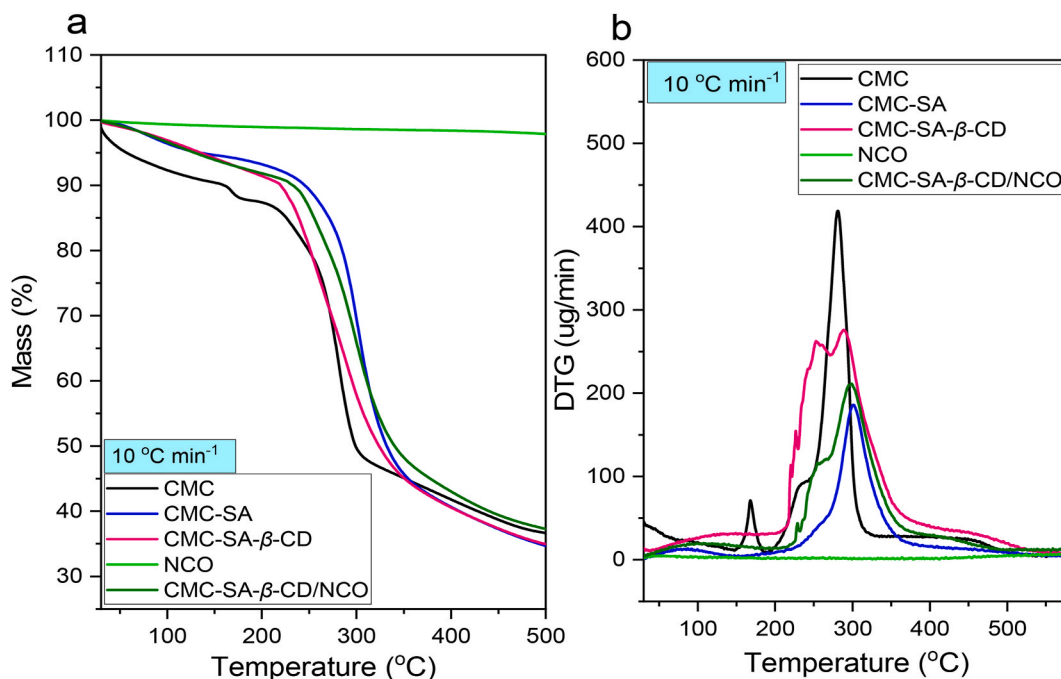 a
110
100
90
80
70
60
50
40
30
Mass (%)
10 °C min⁻¹
CMC
CMC-SA
CMC-SA-β-CD
NCO
CMC-SA-β-CD/NCO
100 200 300 400 500
Temperature (°C)
b
600
500
400
300
200
100
0
DTG (ug/min)
10 °C min⁻¹
CMC
CMC-SA
CMC-SA-β-CD
NCO
CMC-SA-β-CD/NCO
100 200 300 400 500
Temperature (°C)